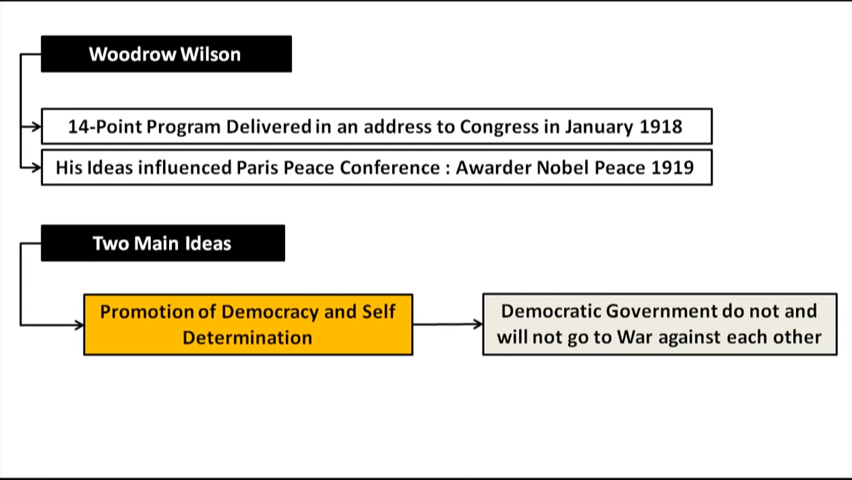 Woodrow Wilson
14-Point Program Delivered in an address to Congress in January 1918
His Ideas influenced Paris Peace Conference : Awarder Nobel Peace 1919
Two Main Ideas
Promotion of Democracy and Self
Determination
Democratic Government do not and
will not go to War against each other